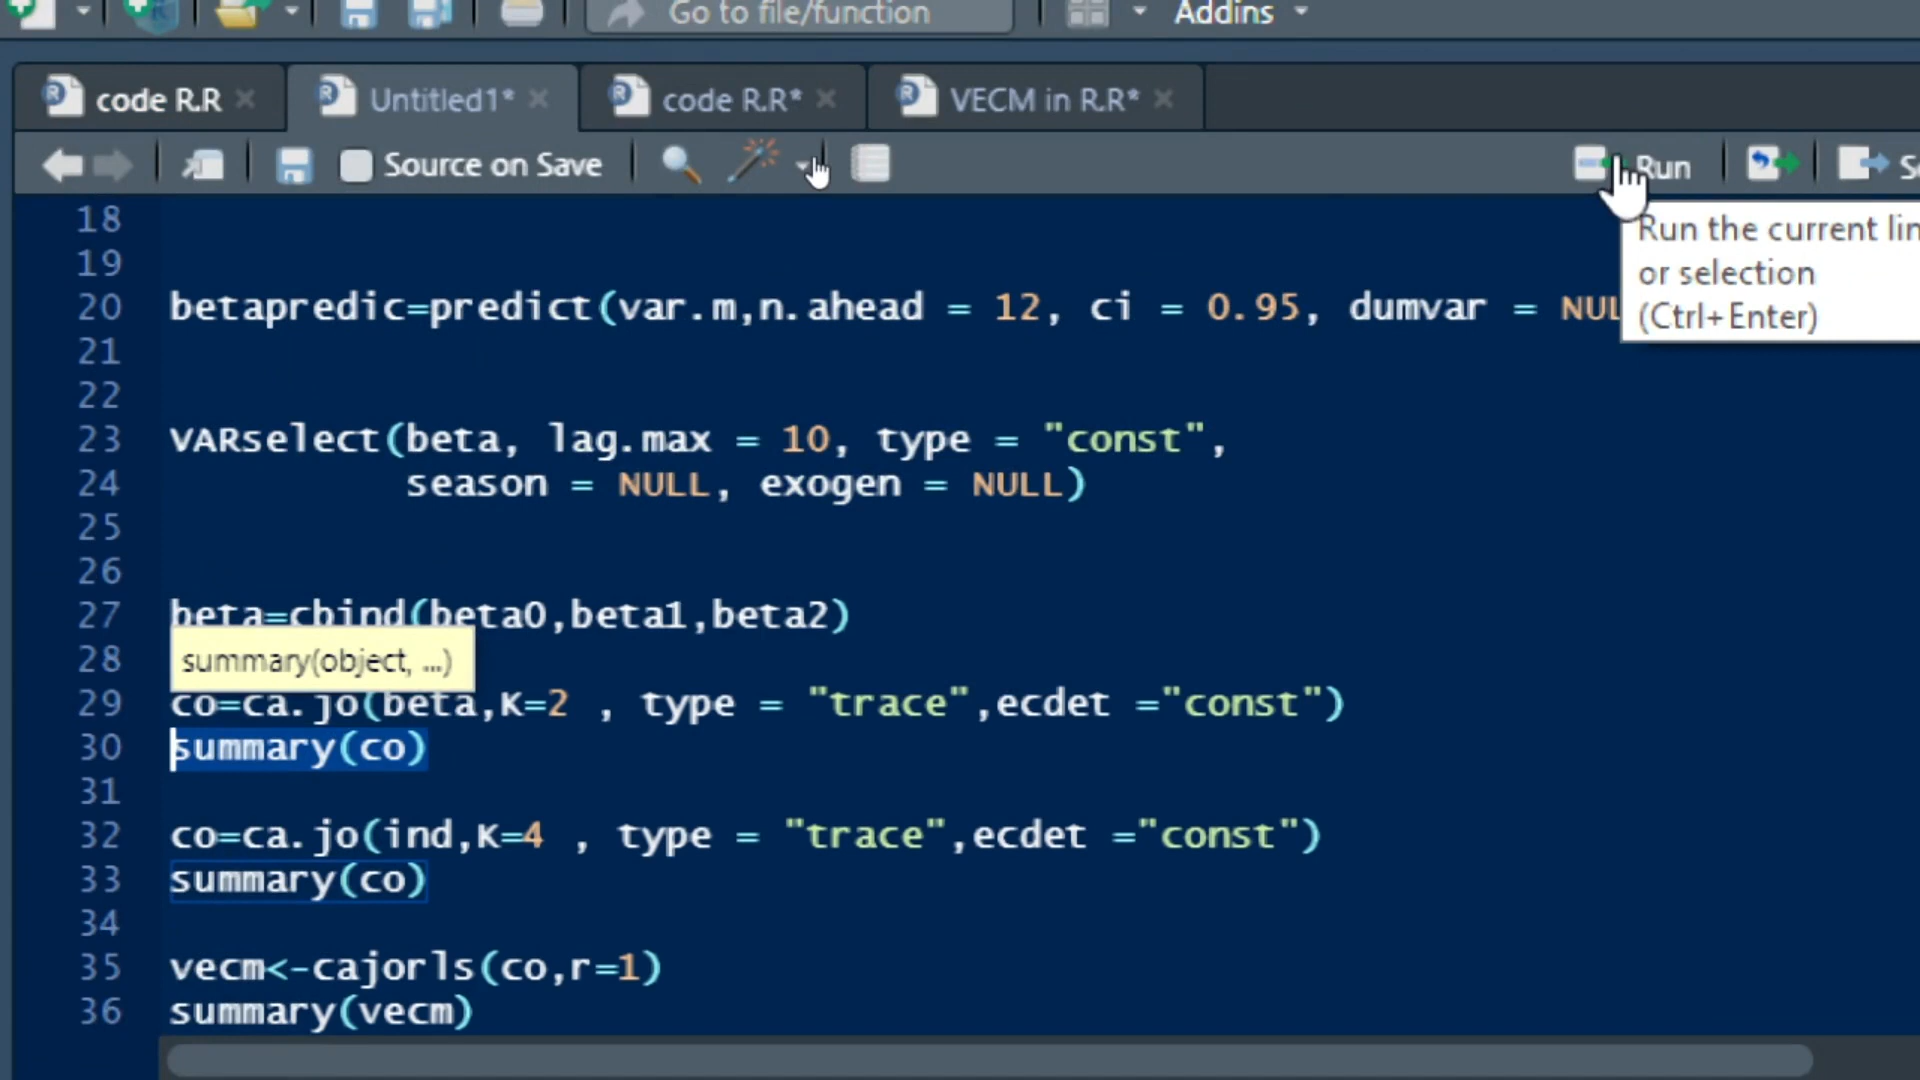 Go to file/function
Addins
code R.R
Untitled1*
code R.R*
VECM in R.R*
Source on Save
Run
Run the current lin
or selection
(Ctrl+Enter)
18
19
20 betapredic=predict(var.m,n.ahead = 12, ci = 0.95, dumvar = NUL
21
22
23 VARselect(beta, lag.max = 10, type = "const",
24 season = NULL, exogen = NULL)
25
26
27 beta=cbind(beta0,beta1,beta2)
28 summary(object, ...)
29 co=ca.jo(beta,K=2 , type = "trace",ecdet ="const")
30 summary(co)
31
32 co=ca.jo(ind,K=4 , type = "trace",ecdet ="const")
33 summary(co)
34
35 vecm<-cajorls(co,r=1)
36 summary(vecm)